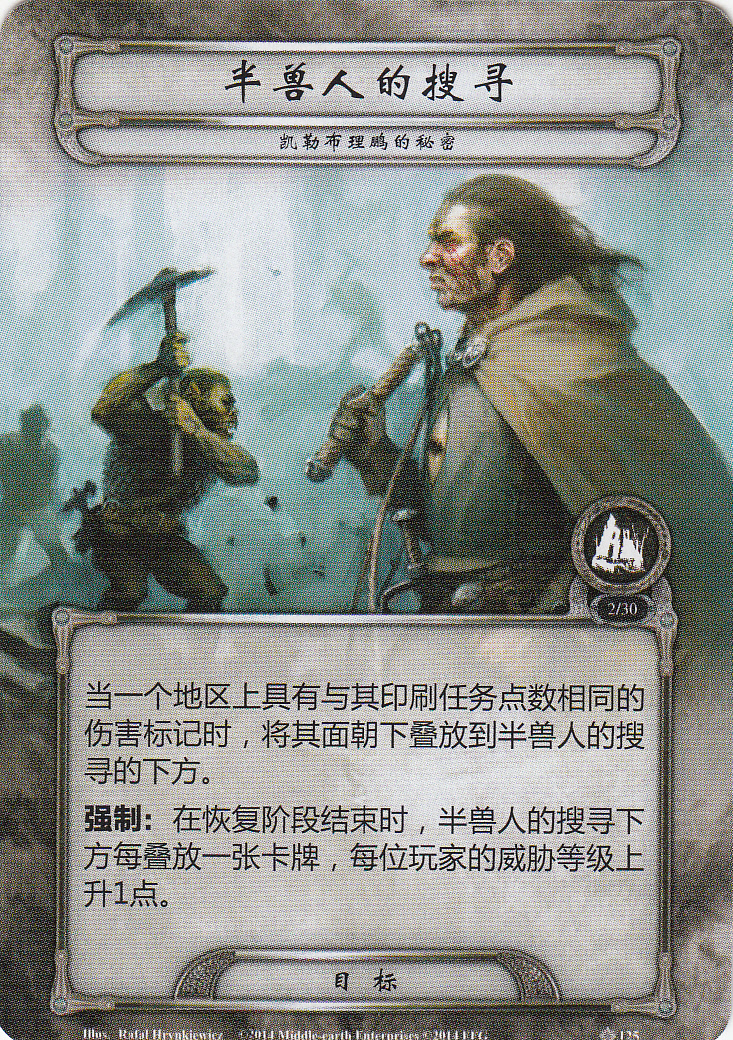 半兽人的搜寻
凯勒布理鹏的秘密
2/30
当一个地区上具有与其印刷任务点数相同的
伤害标记时，将其面朝下叠放到半兽人的搜
寻的下方。
强制：在恢复阶段结束时，半兽人的搜寻下
方每叠放一张卡牌，每位玩家的威胁等级上
升1点。
目 标
Illus. Rafał Hrynkiewicz ©2014 Middle-earth Enterprises ©2014 FFG 125